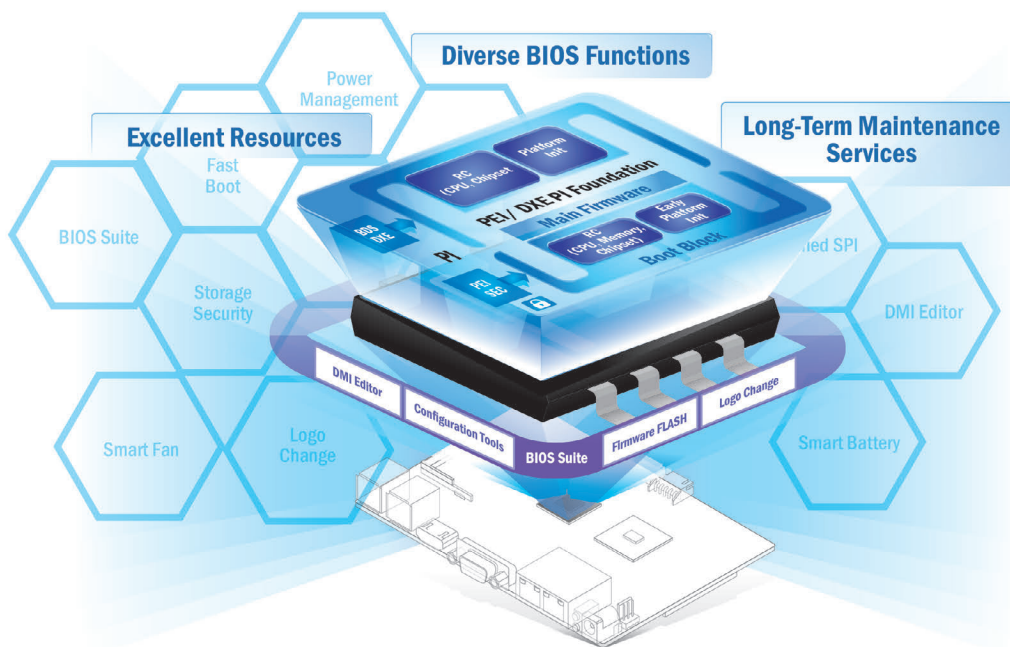 Diverse BIOS Functions
Excellent Resources
Long-Term Maintenance
Services
Power
Management
Fast
Boot
BIOS Suite
Storage
Security
Smart Fan
Logo
Change
SPI
DMI Editor
Smart Battery
RC
(CPU, Chipset
Platform
Init
PEI/ DXE PI Foundation
Main Firmware
BDS
DXE
PI
RC
(CPU, Memory,
Chipset)
Early
Platform
Init
Boot Block
PEI
SEC
DMI Editor
Configuration Tools
BIOS Suite
Firmware FLASH
Logo Change